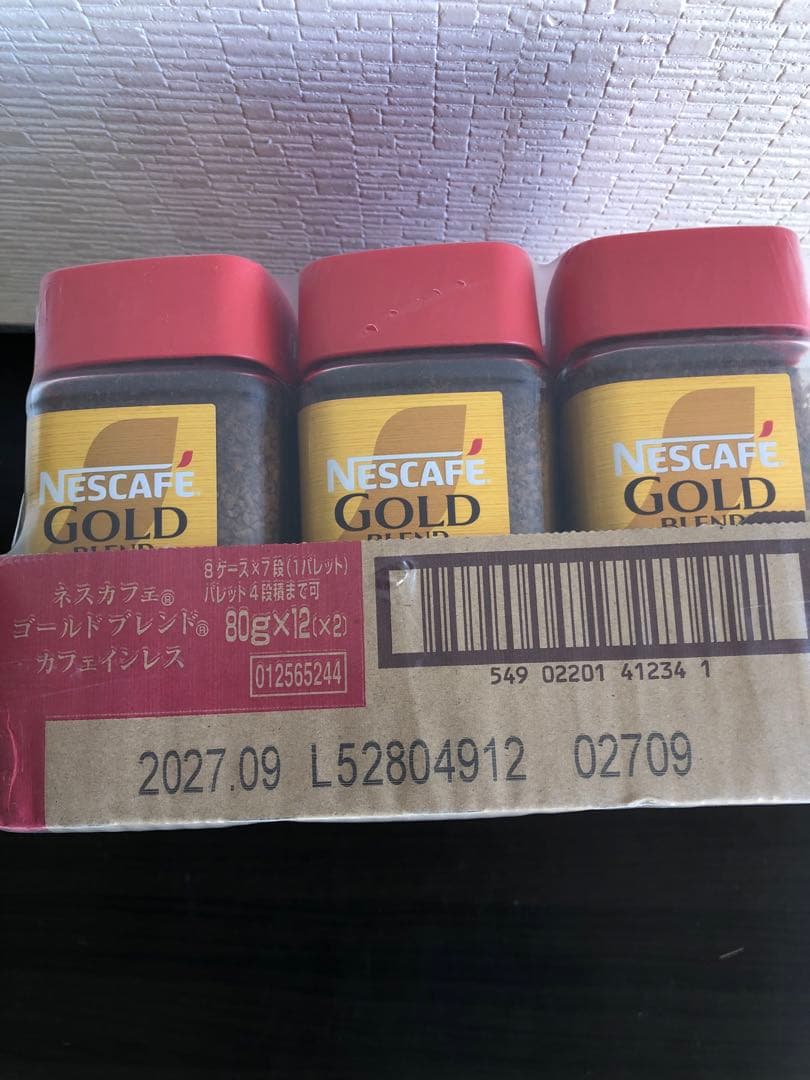 NESCAFÉ
GOLD
BLEND
NESCAFÉ
GOLD
BLEND
NESCAFÉ
GOLD
BLEND
ネスカフェ®
ゴールドブレンド®
カフェインレス
8ケース×7段(1パレット)
パレット4段積まで可
80g×12(×2)
012565244
549 02201 41234 1
2027.09 L52804912 02709